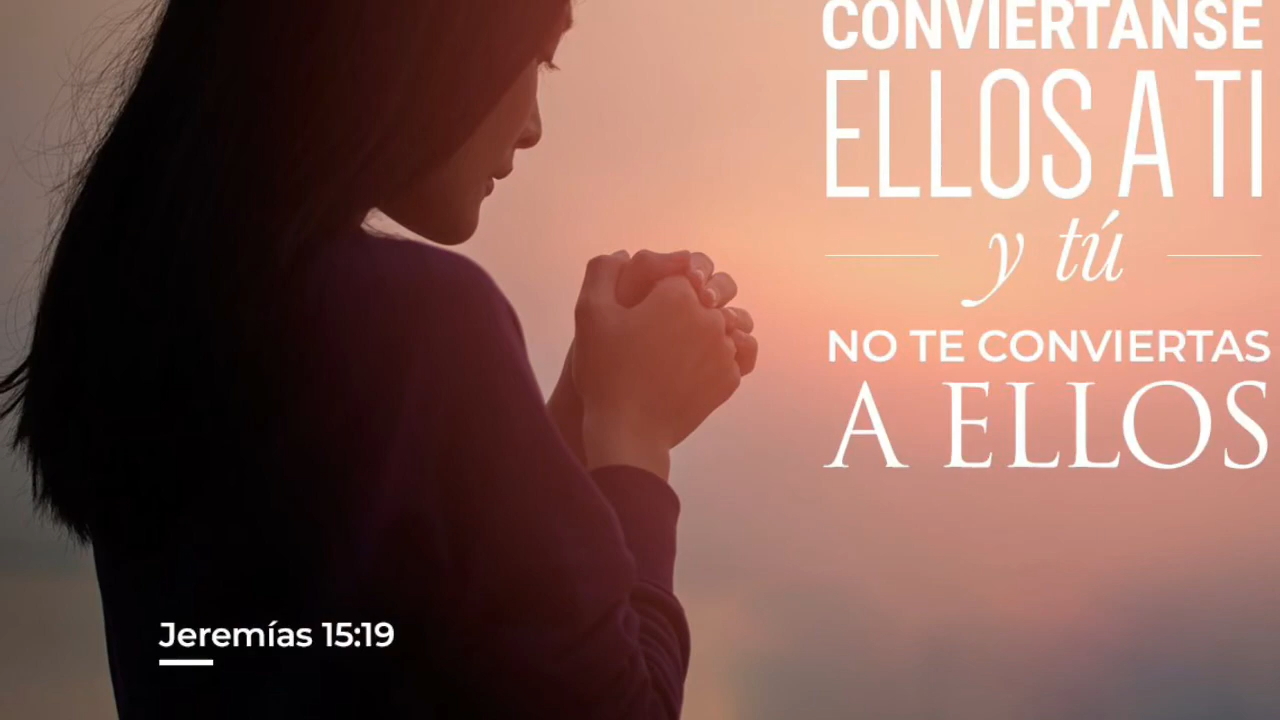 CONVIERTANSE
ELLOS A TI
y tú
NO TE CONVIERTAS
A ELLOS
Jeremías 15:19